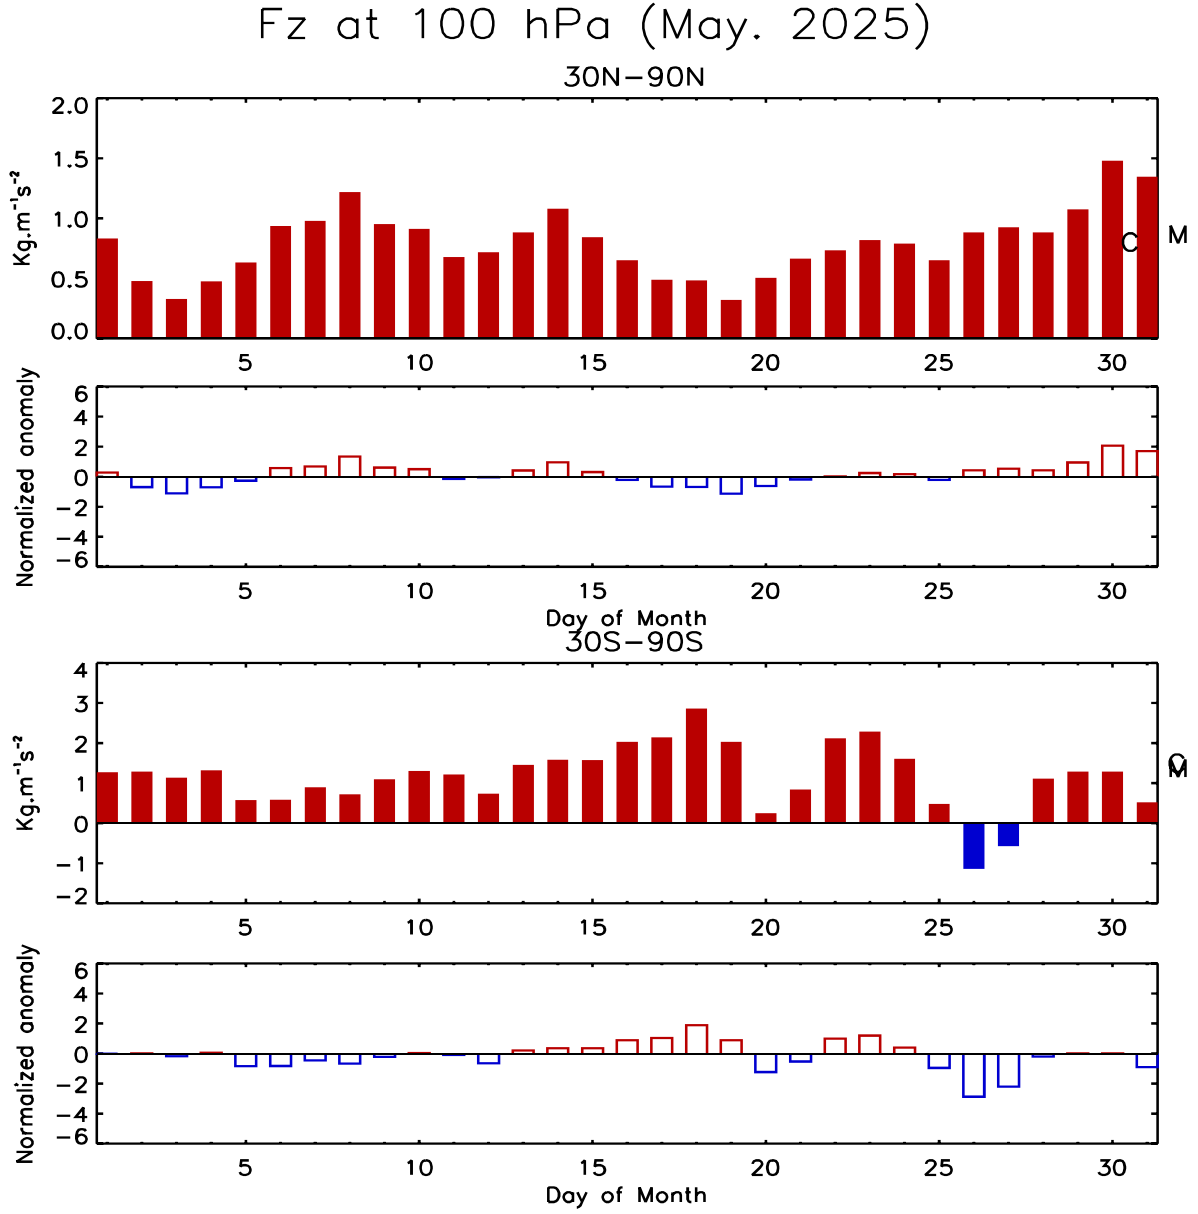 Fz at 100 hPa (May. 2025)
30N−90N
2.0
1.5
1.0
0.5
0.0
Kg.m⁻¹s⁻²
C
M
5 10 15 20 25 30
6
4
2
0
−2
−4
−6
Normalized anomaly
5 10 15 20 25 30
Day of Month
30S−90S
4
3
2
1
0
−1
−2
Kg.m⁻¹s⁻²
C
M
5 10 15 20 25 30
6
4
2
0
−2
−4
−6
Normalized anomaly
5 10 15 20 25 30
Day of Month